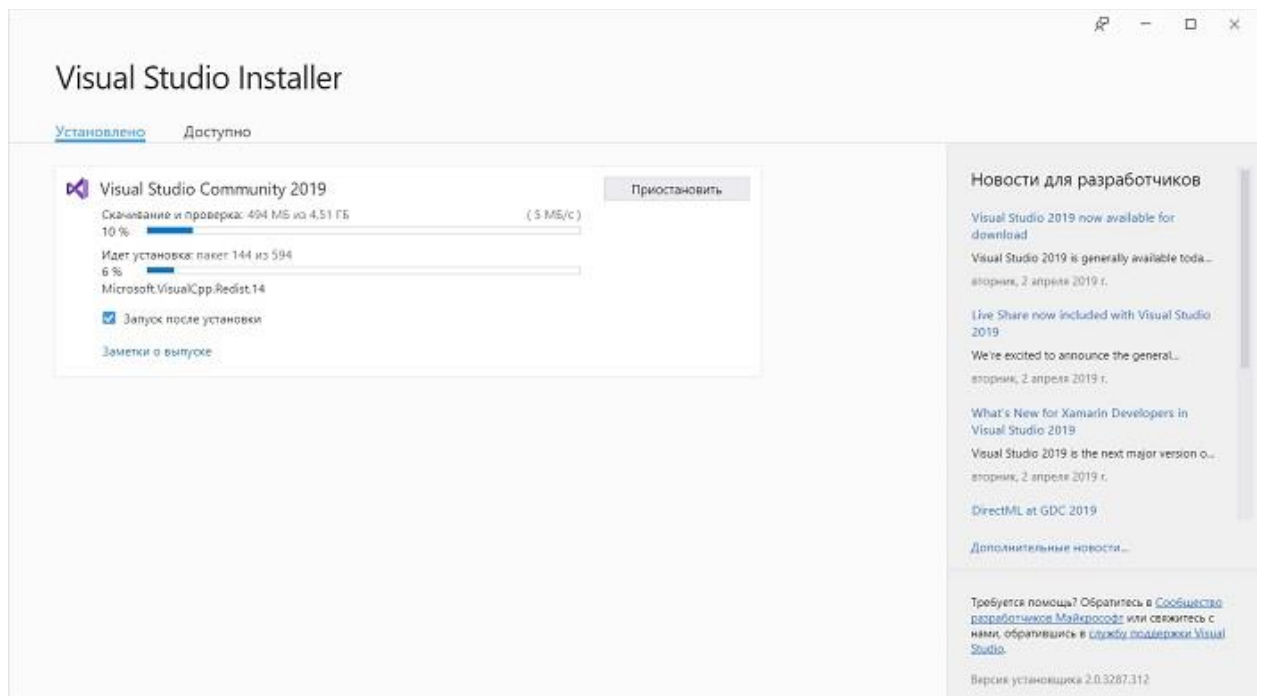 Visual Studio Installer
Установлено
Доступно
Visual Studio Community 2019
Приостановить
Скачивание и проверка: 494 МБ из 4,51 ГБ
( 5 МБ/с )
10 %
Идет установка: пакет 144 из 594
6 %
Microsoft.VisualCpp.Redist.14
Запуск после установки
Заметки о выпуске
Новости для разработчиков
Visual Studio 2019 now available for
download
Visual Studio 2019 is generally available toda...
вторник, 2 апреля 2019 г.
Live Share now included with Visual Studio
2019
We're excited to announce the general...
вторник, 2 апреля 2019 г.
What's New for Xamarin Developers in
Visual Studio 2019
Visual Studio 2019 is the next major version o...
вторник, 2 апреля 2019 г.
DirectML at GDC 2019
Дополнительные новости...
Требуется помощь? Обратитесь в Сообщество
разработчиков Майкрософт или свяжитесь с
нами, обратившись в службу поддержки Visual
Studio.
Версия установщика 2.0.3287.312